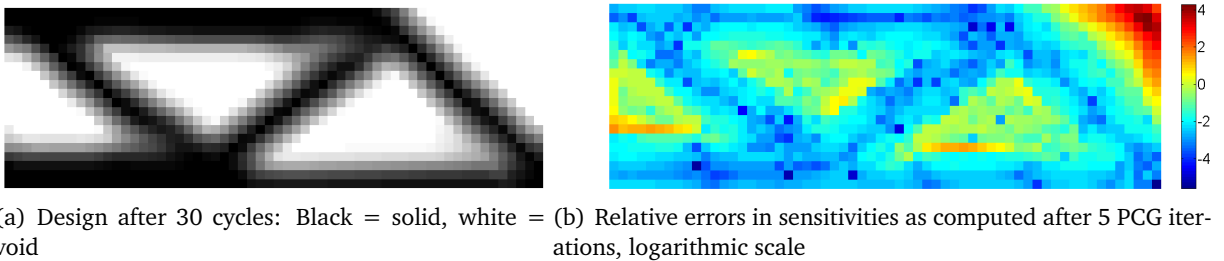 4
2
0
-2
-4
(a) Design after 30 cycles: Black = solid, white = void
(b) Relative errors in sensitivities as computed after 5 PCG iter-
ations, logarithmic scale